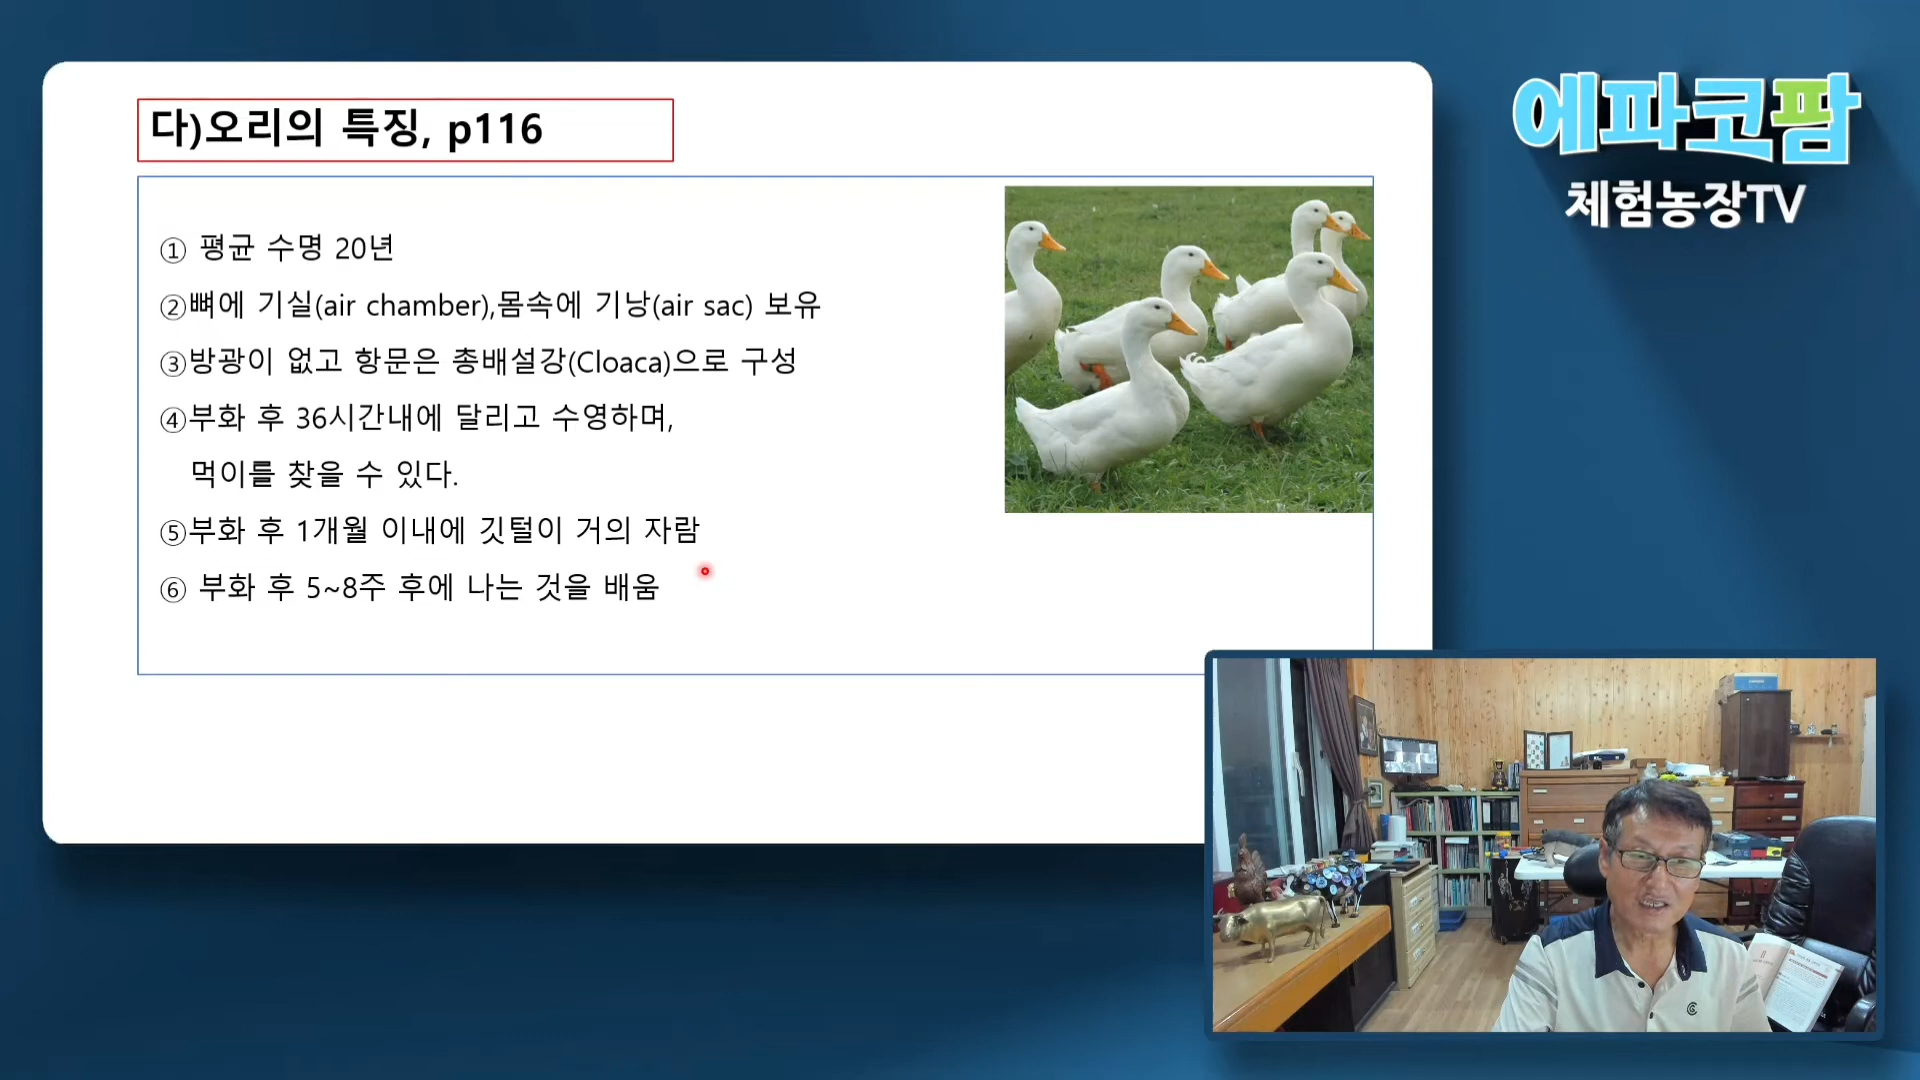 다)오리의 특징, p116
① 평균 수명 20년
②뼈에 기실(air chamber),몸속에 기낭(air sac) 보유
③방광이 없고 항문은 총배설강(Cloaca)으로 구성
④부화 후 36시간내에 달리고 수영하며,
먹이를 찾을 수 있다.
⑤부화 후 1개월 이내에 깃털이 거의 자람
⑥ 부화 후 5~8주 후에 나는 것을 배움
에파코팜
체험농장TV